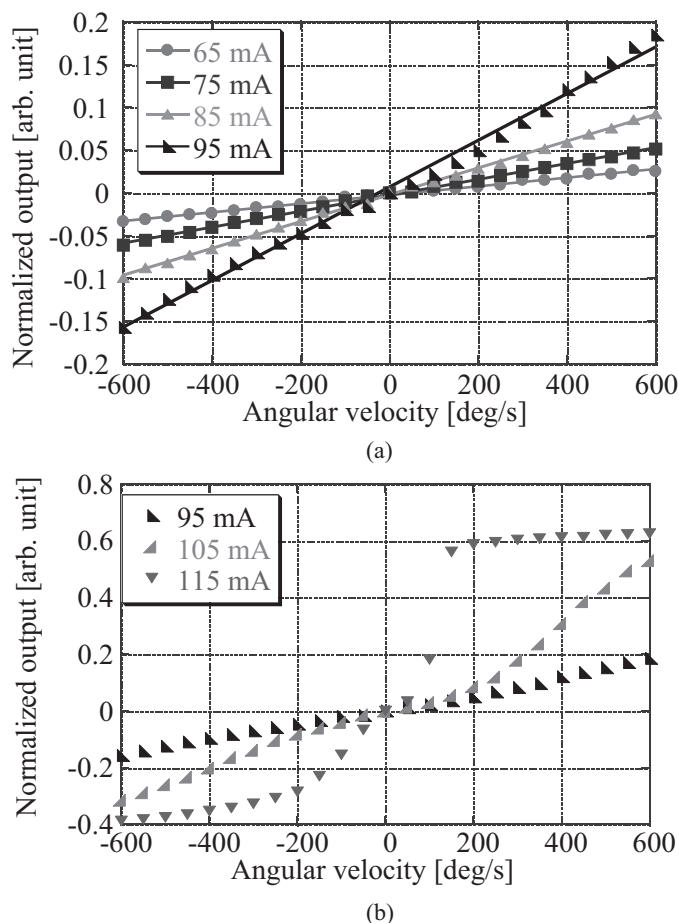 Normalized output [arb. unit]
0.2
0.15
0.1
0.05
0
-0.05
-0.1
-0.15
-0.2
65 mA
75 mA
85 mA
95 mA
-600 -400 -200 0 200 400 600
Angular velocity [deg/s]
(a)
Normalized output [arb. unit]
0.8
0.6
0.4
0.2
0
-0.2
-0.4
95 mA
105 mA
115 mA
-600 -400 -200 0 200 400 600
Angular velocity [deg/s]
(b)